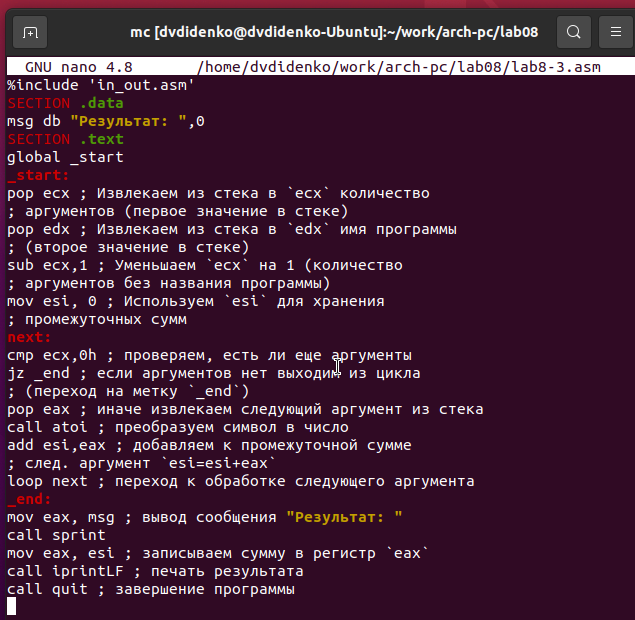 mc [dvdidenko@dvdidenko-Ubuntu]:~/work/arch-pc/lab08
GNU nano 4.8 /home/dvdidenko/work/arch-pc/lab08/lab8-3.asm
%include 'in_out.asm'
SECTION .data
msg db "Результат: ",0
SECTION .text
global _start
_start:
pop ecx ; Извлекаем из стека в `ecx` количество
; аргументов (первое значение в стеке)
pop edx ; Извлекаем из стека в `edx` имя программы
; (второе значение в стеке)
sub ecx,1 ; Уменьшаем `ecx` на 1 (количество
; аргументов без названия программы)
mov esi, 0 ; Используем `esi` для хранения
; промежуточных сумм
next:
cmp ecx,0h ; проверяем, есть ли еще аргументы
jz _end ; если аргументов нет выходим из цикла
; (переход на метку `_end`)
pop eax ; иначе извлекаем следующий аргумент из стека
call atoi ; преобразуем символ в число
add esi,eax ; добавляем к промежуточной сумме
; след. аргумент `esi=esi+eax`
loop next ; переход к обработке следующего аргумента
_end:
mov eax, msg ; вывод сообщения "Результат: "
call sprint
mov eax, esi ; записываем сумму в регистр `eax`
call iprintLF ; печать результата
call quit ; завершение программы